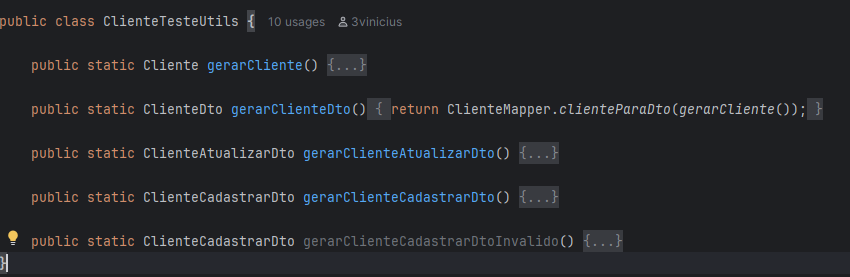 public class ClienteTesteUtils { 10 usages 3vinicius
public static Cliente gerarCliente() {...}
public static ClienteDto gerarClienteDto() { return ClienteMapper.clienteParaDto(gerarCliente()); }
public static ClienteAtualizarDto gerarClienteAtualizarDto() {...}
public static ClienteCadastrarDto gerarClienteCadastrarDto() {...}
public static ClienteCadastrarDto gerarClienteCadastrarDtoInvalido() {...}
}